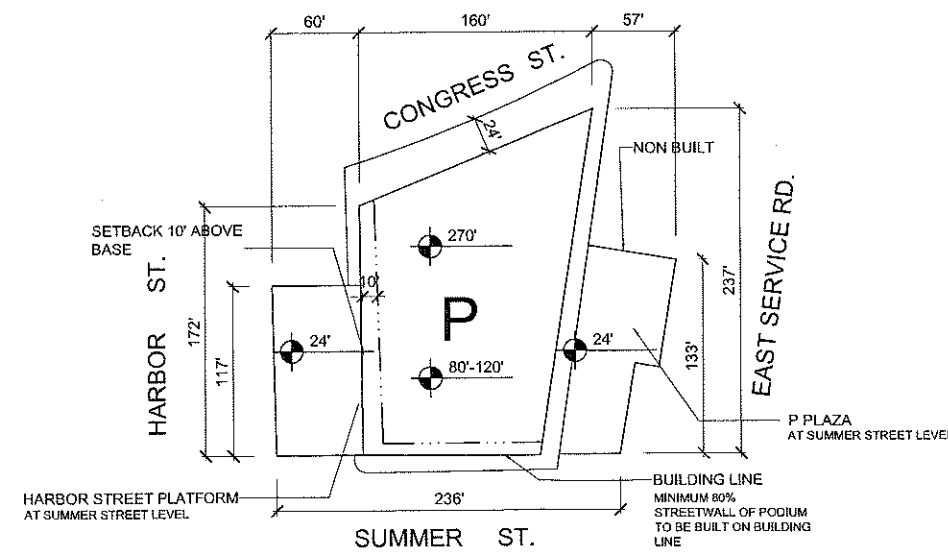 60'
160'
57'
CONGRESS ST.
24'
NON BUILT
SETBACK 10' ABOVE
BASE
270'
10'
P
HARBOR ST.
172'
117'
24'
80'-120'
24'
133'
237'
EAST SERVICE RD.
P PLAZA
AT SUMMER STREET LEVEL
HARBOR STREET PLATFORM
AT SUMMER STREET LEVEL
236'
BUILDING LINE
MINIMUM 80%
STREETWALL OF PODIUM
TO BE BUILT ON BUILDING
LINE
SUMMER ST.